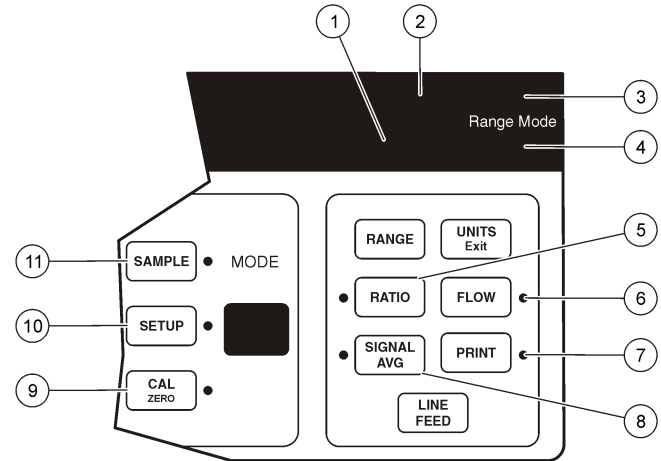 1
2
3
Range Mode
4
RANGE
UNITS
Exit
5
11
SAMPLE
MODE
RATIO
FLOW
6
10
SETUP
SIGNAL
AVG
PRINT
7
9
CAL
ZERO
8
LINE
FEED